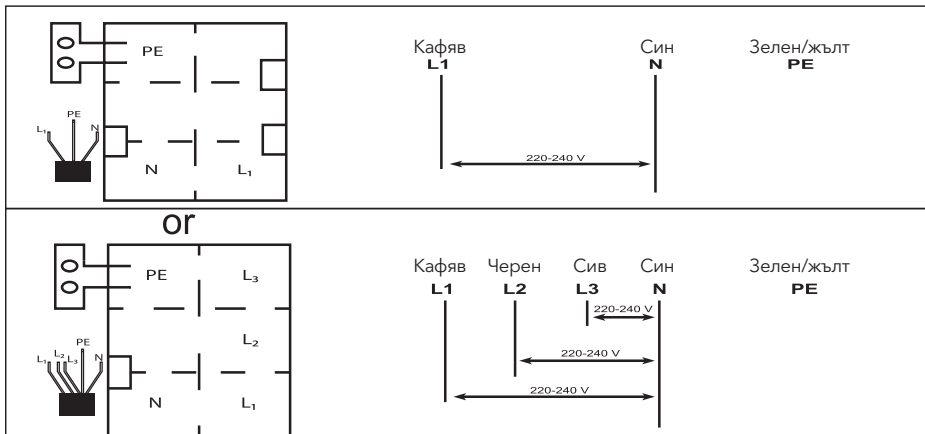 PE
L₁ PE N
N L₁
Кафяв Син Зелен/жълт
L1 N PE
220-240 V
or
PE L₃
L₂
L₁ L₂ L₃ PE N
N L₁
Кафяв Черен Сив Син Зелен/жълт
L1 L2 L3 N PE
220-240 V
220-240 V
220-240 V